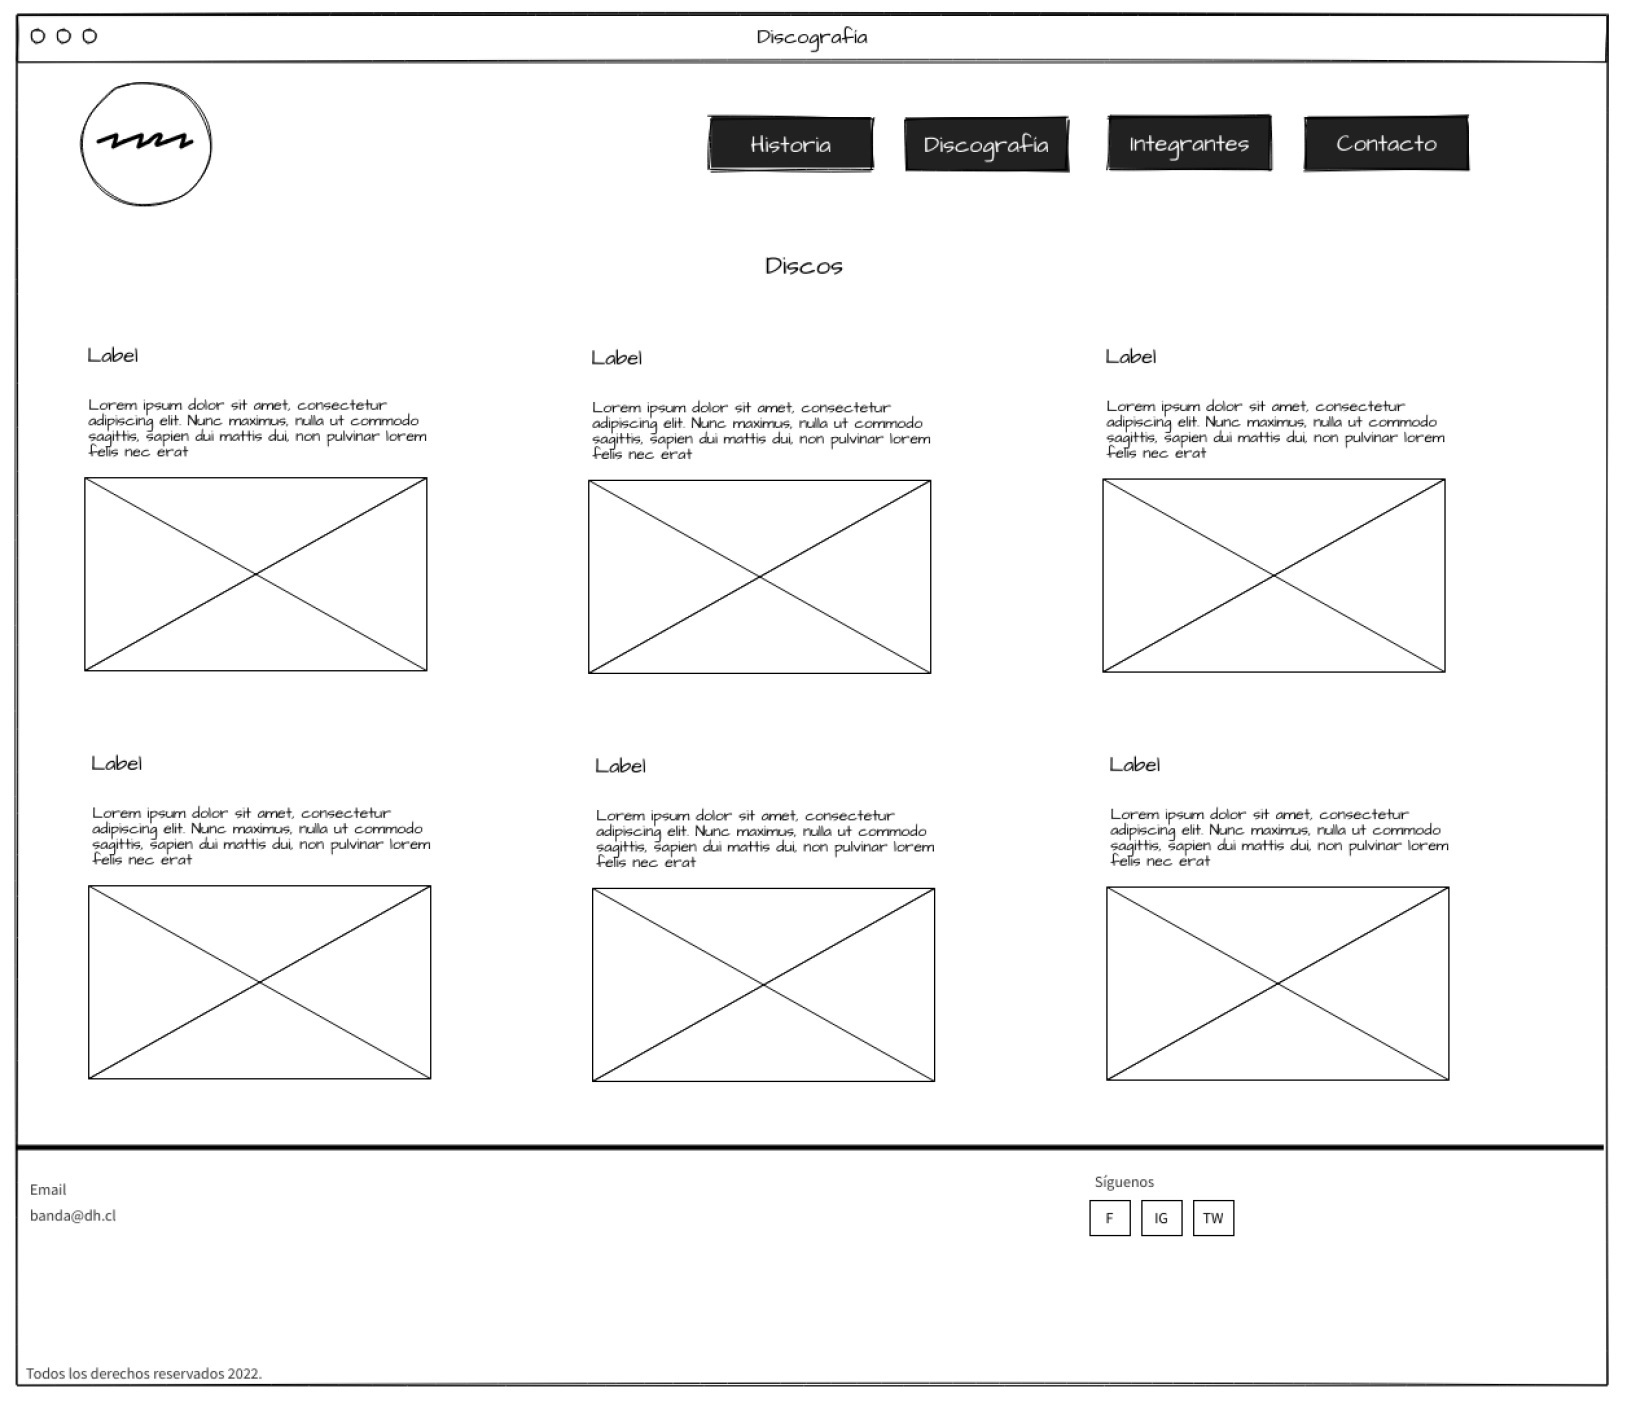 Discografia
Historia
Discografía
Integrantes
Contacto
Discos
Label
Lorem ipsum dolor sit amet, consectetur
adipiscing elit. Nunc maximus, nulla ut commodo
sagittis, sapien dui mattis dui, non pulvinar lorem
felis nec erat
Label
Lorem ipsum dolor sit amet, consectetur
adipiscing elit. Nunc maximus, nulla ut commodo
sagittis, sapien dui mattis dui, non pulvinar lorem
felis nec erat
Label
Lorem ipsum dolor sit amet, consectetur
adipiscing elit. Nunc maximus, nulla ut commodo
sagittis, sapien dui mattis dui, non pulvinar lorem
felis nec erat
Label
Lorem ipsum dolor sit amet, consectetur
adipiscing elit. Nunc maximus, nulla ut commodo
sagittis, sapien dui mattis dui, non pulvinar lorem
felis nec erat
Label
Lorem ipsum dolor sit amet, consectetur
adipiscing elit. Nunc maximus, nulla ut commodo
sagittis, sapien dui mattis dui, non pulvinar lorem
felis nec erat
Label
Lorem ipsum dolor sit amet, consectetur
adipiscing elit. Nunc maximus, nulla ut commodo
sagittis, sapien dui mattis dui, non pulvinar lorem
felis nec erat
Email
banda@dh.cl
Síguenos
F
IG
TW
Todos los derechos reservados 2022.